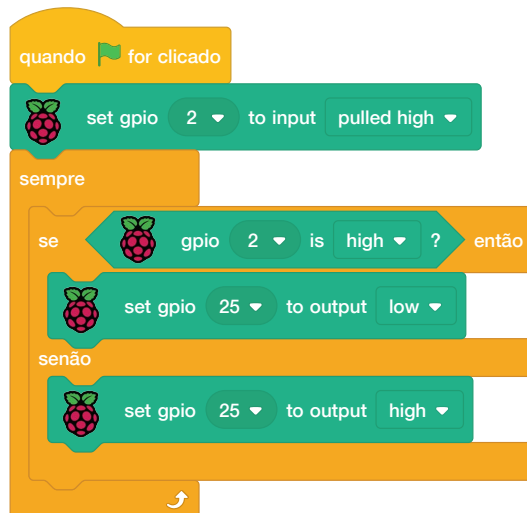 quando for clicado
set gpio 2 to input pulled high
sempre
se gpio 2 is high ? então
set gpio 25 to output low
senão
set gpio 25 to output high